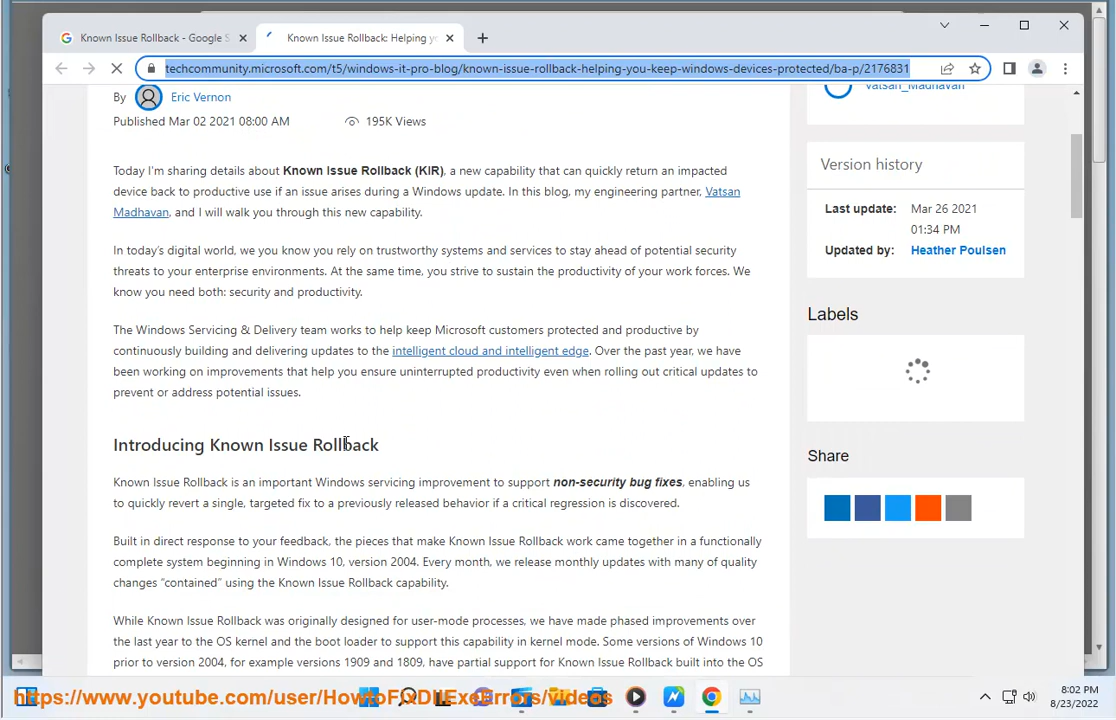 Known Issue Rollback - Google S
Known Issue Rollback: Helping yo
techcommunity.microsoft.com/t5/windows-it-pro-blog/known-issue-rollback-helping-you-keep-windows-devices-protected/ba-p/2176831
By Eric Vernon
Published Mar 02 2021 08:00 AM 195K Views
Today I'm sharing details about Known Issue Rollback (KIR), a new capability that can quickly return an impacted
device back to productive use if an issue arises during a Windows update. In this blog, my engineering partner, Vatsan
Madhavan, and I will walk you through this new capability.
In today's digital world, we you know you rely on trustworthy systems and services to stay ahead of potential security
threats to your enterprise environments. At the same time, you strive to sustain the productivity of your work forces. We
know you need both: security and productivity.
The Windows Servicing & Delivery team works to help keep Microsoft customers protected and productive by
continuously building and delivering updates to the intelligent cloud and intelligent edge. Over the past year, we have
been working on improvements that help you ensure uninterrupted productivity even when rolling out critical updates to
prevent or address potential issues.
Introducing Known Issue Rollback
Known Issue Rollback is an important Windows servicing improvement to support non-security bug fixes, enabling us
to quickly revert a single, targeted fix to a previously released behavior if a critical regression is discovered.
Built in direct response to your feedback, the pieces that make Known Issue Rollback work came together in a functionally
complete system beginning in Windows 10, version 2004. Every month, we release monthly updates with many of quality
changes “contained” using the Known Issue Rollback capability.
While Known Issue Rollback was originally designed for user-mode processes, we have made phased improvements over
the last year to the OS kernel and the boot loader to support this capability in kernel mode. Some versions of Windows 10
prior to version 2004, for example versions 1909 and 1809, have partial support for Known Issue Rollback built into the OS
Vatsan_Madhavan
Version history
Last update: Mar 26 2021
01:34 PM
Updated by: Heather Poulsen
Labels
Share
https://www.youtube.com/user/HowtoFixDllExeErrors/videos
8:02 PM
8/23/2022